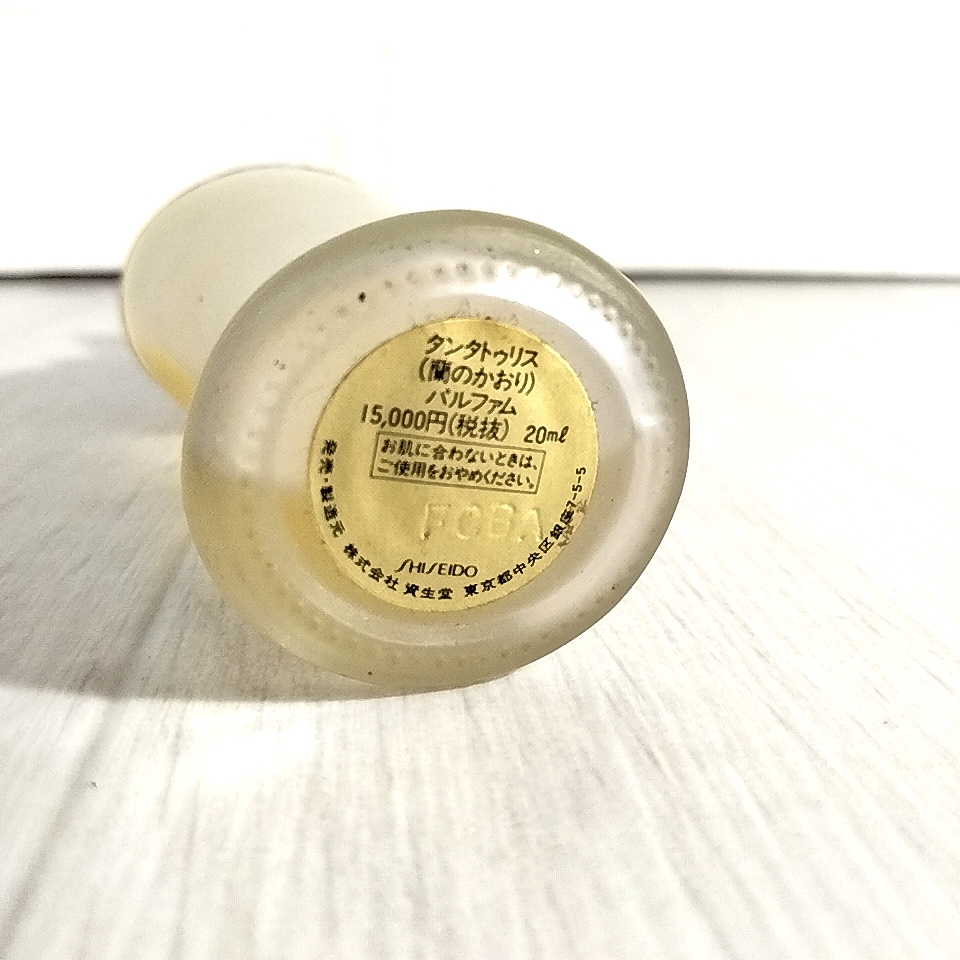 タンタトゥリス
(蘭のかおり)
パルファム
15,000円(税抜) 20ml
お肌に合わないときは、
ご使用をおやめください。
FC8A
SHISEIDO
発売・製造元 株式会社 資生堂 東京都中央区銀座7-5-5